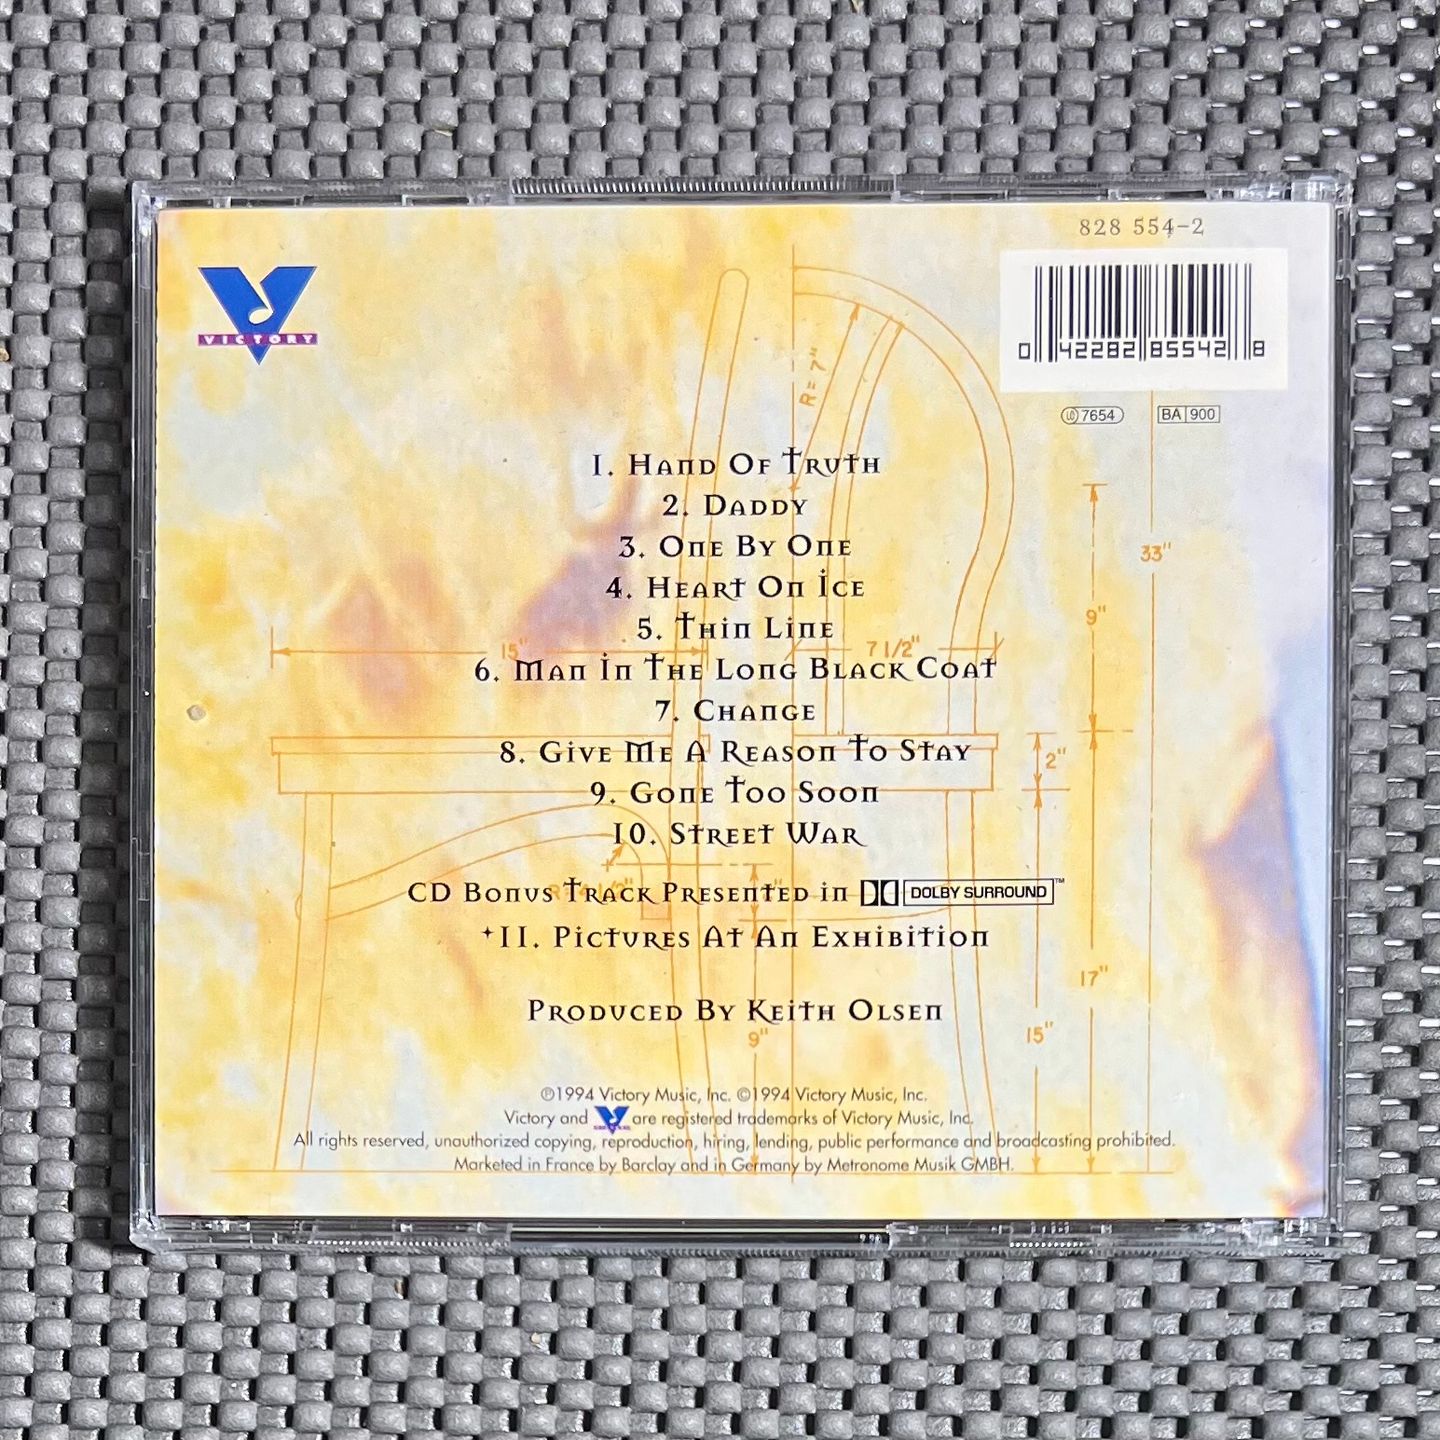 828 554-2
VICTORY
0 42282 85542 8
LC 7654 BA 900
R=7"
1. Hand Of Truth
2. Daddy
3. One By One
33"
4. Heart On Ice
9"
5. Thin Line
15"
7 1/2"
6. Man In The Long Black Coat
7. Change
8. Give Me A Reason To Stay
2"
9. Gone Too Soon
10. Street War
CD Bonus Track Presented in DOLBY SURROUND™
+11. Pictures At An Exhibition
17"
Produced By Keith Olsen
9"
15"
℗1994 Victory Music, Inc. ©1994 Victory Music, Inc.
Victory and V are registered trademarks of Victory Music, Inc.
All rights reserved, unauthorized copying, reproduction, hiring, lending, public performance and broadcasting prohibited.
Marketed in France by Barclay and in Germany by Metronome Musik GMBH.